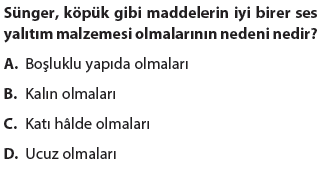 Sünger, köpük gibi maddelerin iyi birer ses
yalıtım malzemesi olmalarının nedeni nedir?
A. Boşluklu yapıda olmaları
B. Kalın olmaları
C. Katı hâlde olmaları
D. Ucuz olmaları